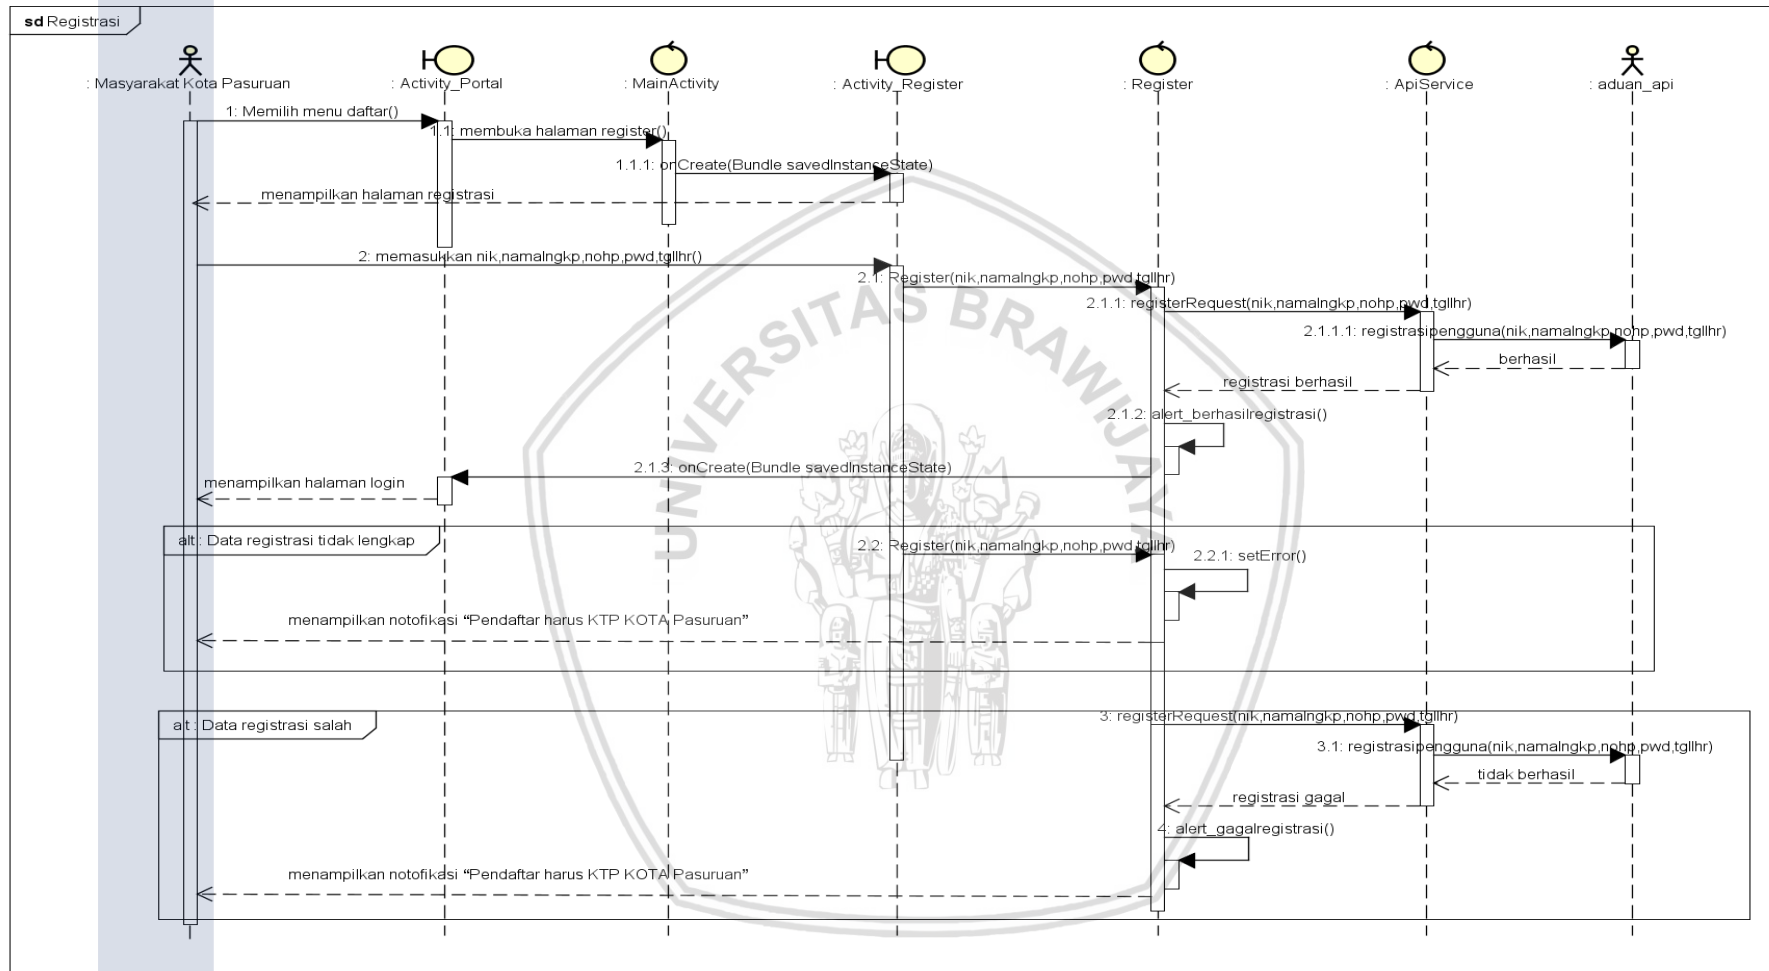 sd Registrasi
: Masyarakat Kota Pasuruan
: Activity_Portal
: MainActivity
: Activity_Register
: Register
: ApiService
: aduan_api
1: Memilih menu daftar()
1.1: membuka halaman register()
1.1.1: onCreate(Bundle savedInstanceState)
menampilkan halaman registrasi
2: memasukkan nik,namalngkp,nohp,pwd,tgllhr()
2.1: Register(nik,namalngkp,nohp,pwd,tgllhr)
2.1.1: registerRequest(nik,namalngkp,nohp,pwd,tgllhr)
2.1.1.1: registrasipengguna(nik,namalngkp,nohp,pwd,tgllhr)
berhasil
registrasi berhasil
2.1.2: alert_berhasilregistrasi()
2.1.3: onCreate(Bundle savedInstanceState)
menampilkan halaman login
alt : Data registrasi tidak lengkap
2.2: Register(nik,namalngkp,nohp,pwd,tgllhr)
2.2.1: setError()
menampilkan notofikasi “Pendaftar harus KTP KOTA Pasuruan”
alt : Data registrasi salah
3: registerRequest(nik,namalngkp,nohp,pwd,tgllhr)
3.1: registrasipengguna(nik,namalngkp,nohp,pwd,tgllhr)
tidak berhasil
registrasi gagal
4: alert_gagalregistrasi()
menampilkan notofikasi “Pendaftar harus KTP KOTA Pasuruan”
UNIVERSITAS BRAWIJAYA